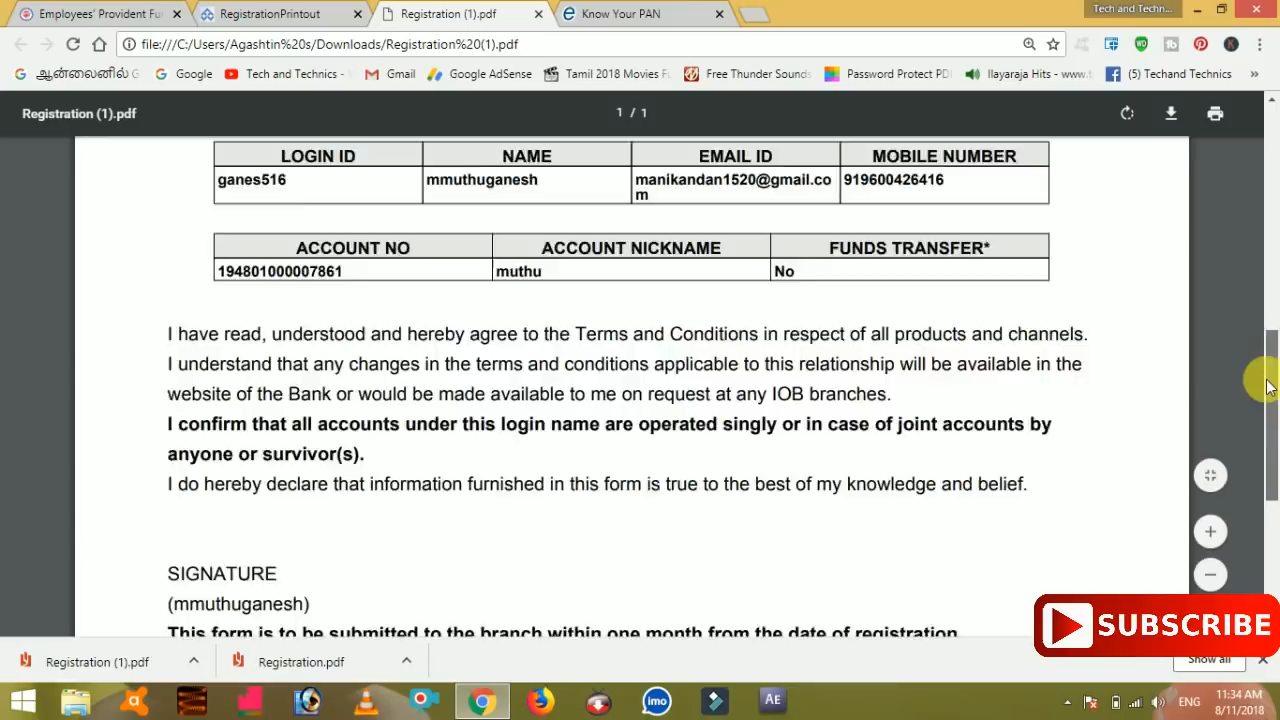 Employees' Provident Fu
RegistrationPrintout
Registration (1).pdf
Know Your PAN
Tech and Techn...
file:///C:/Users/Agashtin%20s/Downloads/Registration%20(1).pdf
ஆன்லைனில் G
Google
Tech and Technics -
Gmail
Google AdSense
Tamil 2018 Movies F
Free Thunder Sounds
Password Protect PD
Ilayaraja Hits - www.
(5) Techand Technics
Registration (1).pdf
1 / 1
LOGIN ID NAME EMAIL ID MOBILE NUMBER
ganes516 mmuthuganesh manikandan1520@gmail.co 919600426416
m
ACCOUNT NO ACCOUNT NICKNAME FUNDS TRANSFER*
194801000007861 muthu No
I have read, understood and hereby agree to the Terms and Conditions in respect of all products and channels.
I understand that any changes in the terms and conditions applicable to this relationship will be available in the
website of the Bank or would be made available to me on request at any IOB branches.
I confirm that all accounts under this login name are operated singly or in case of joint accounts by
anyone or survivor(s).
I do hereby declare that information furnished in this form is true to the best of my knowledge and belief.
SIGNATURE
(mmuthuganesh)
This form is to be submitted to the branch within one month from the date of registration
SUBSCRIBE
Registration (1).pdf
Registration.pdf
Show all
imo
AE
ENG
11:34 AM
8/11/2018